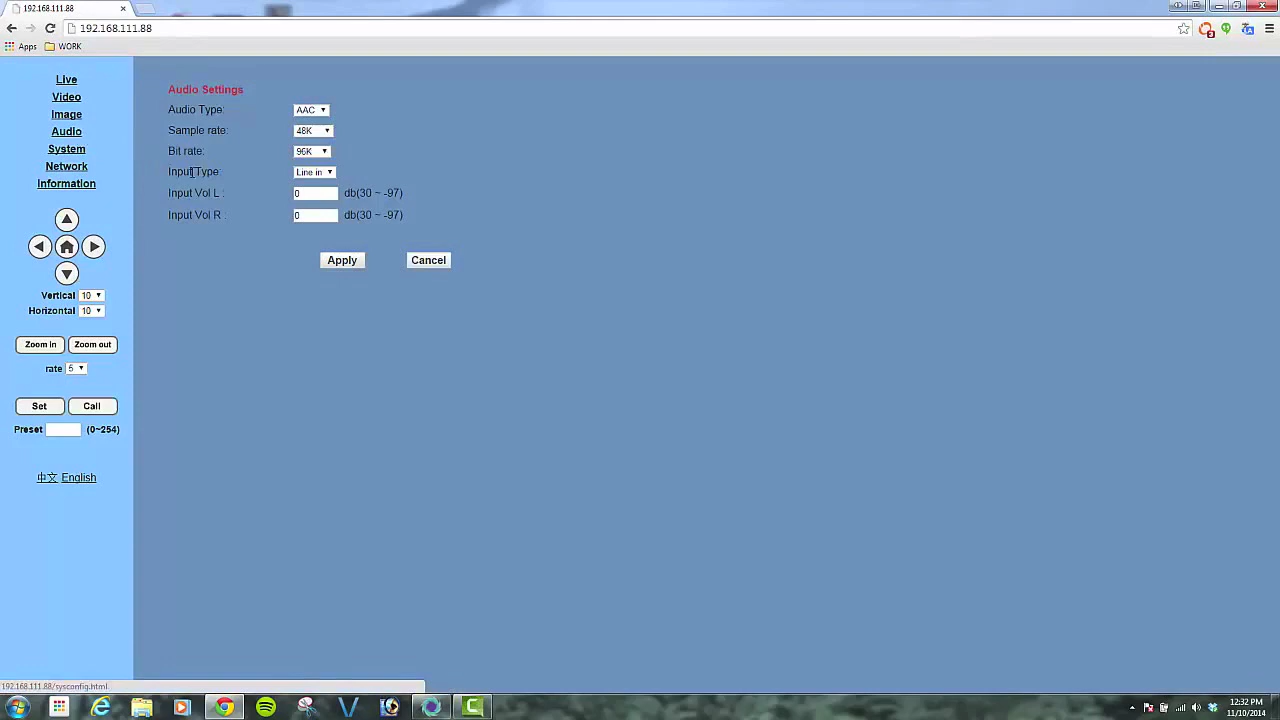 192.168.111.88
192.168.111.88
Apps WORK
Live
Video
Image
Audio
System
Network
Information
Vertical 10
Horizontal 10
Zoom in Zoom out
rate 5
Set Call
Preset (0~254)
中文 English
Audio Settings
Audio Type: AAC
Sample rate: 48K
Bit rate: 96K
Input Type: Line in
Input Vol L : 0 db(30 ~ -97)
Input Vol R : 0 db(30 ~ -97)
Apply Cancel
192.168.111.88/sysconfig.html
12:32 PM
11/10/2014